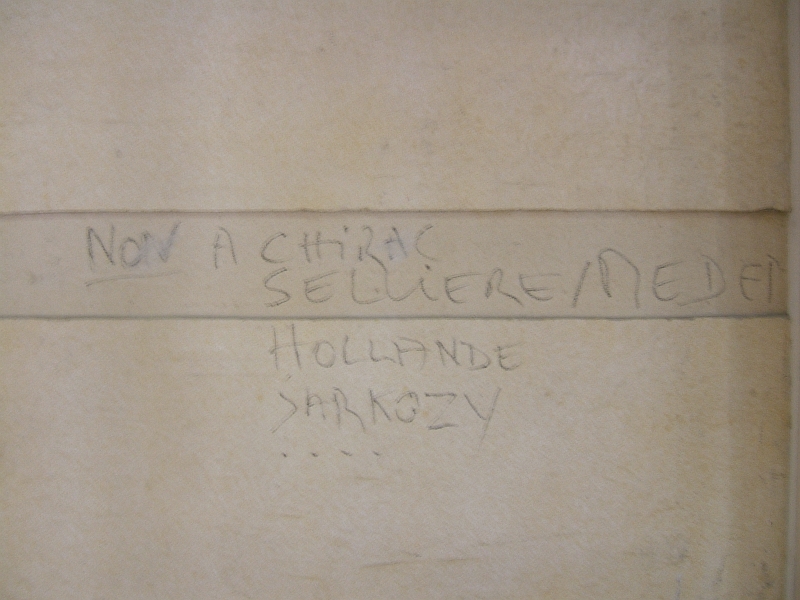 NON A CHIRAC
SELLIERE/MEDEF
HOLLANDE
SARKOZY
....